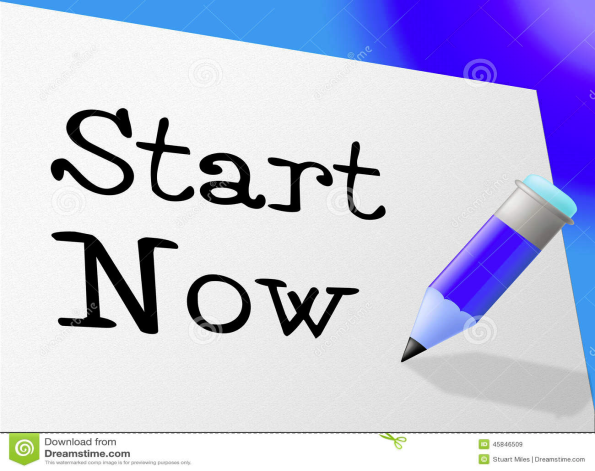 Start
Now
Download from
Dreamstime.com
This watermarked comp image is for previewing purposes only.
45846509
Stuart Miles | Dreamstime.com